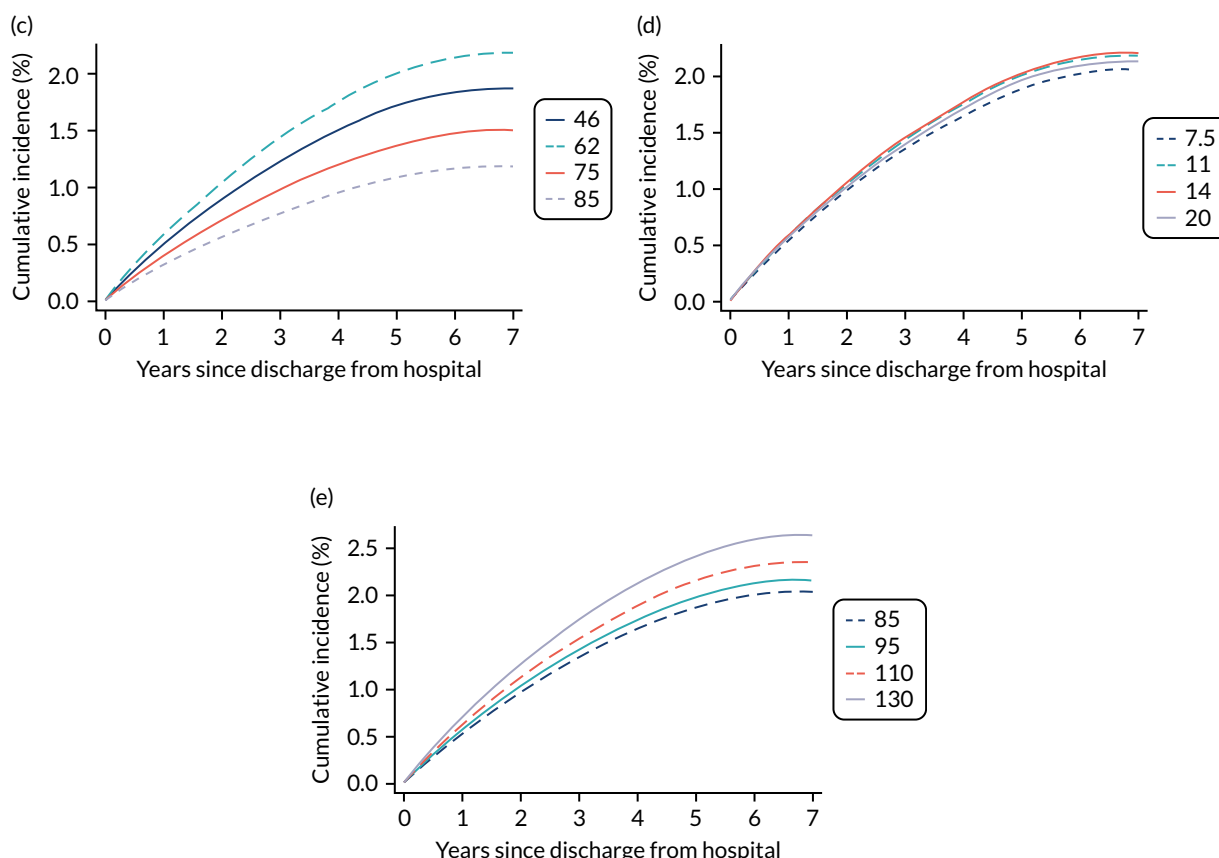 (c)
Cumulative incidence (%)
2.0
1.5
1.0
0.5
0.0
0 1 2 3 4 5 6 7
Years since discharge from hospital
46
62
75
85
(d)
Cumulative incidence (%)
2.0
1.5
1.0
0.5
0.0
0 1 2 3 4 5 6 7
Years since discharge from hospital
7.5
11
14
20
(e)
Cumulative incidence (%)
2.5
2.0
1.5
1.0
0.5
0.0
0 1 2 3 4 5 6 7
Years since discharge from hospital
85
95
110
130